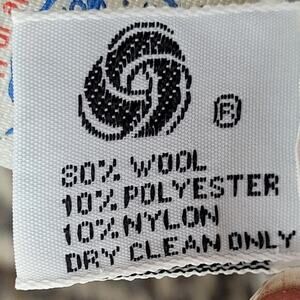 ®
80% WOOL
10% POLYESTER
10% NYLON
DRY CLEAN ONLY